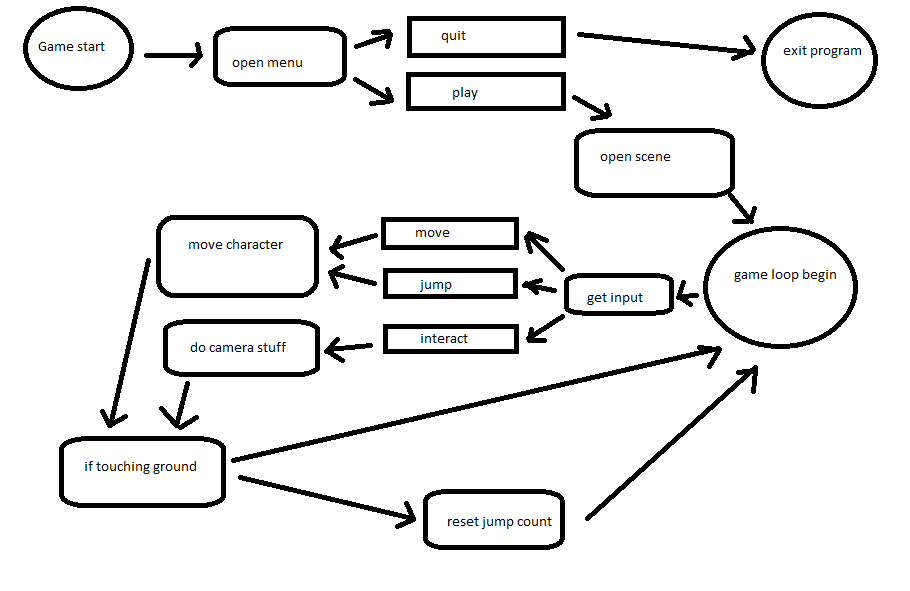 Game start
open menu
quit
play
exit program
open scene
game loop begin
get input
move
jump
interact
move character
do camera stuff
if touching ground
reset jump count